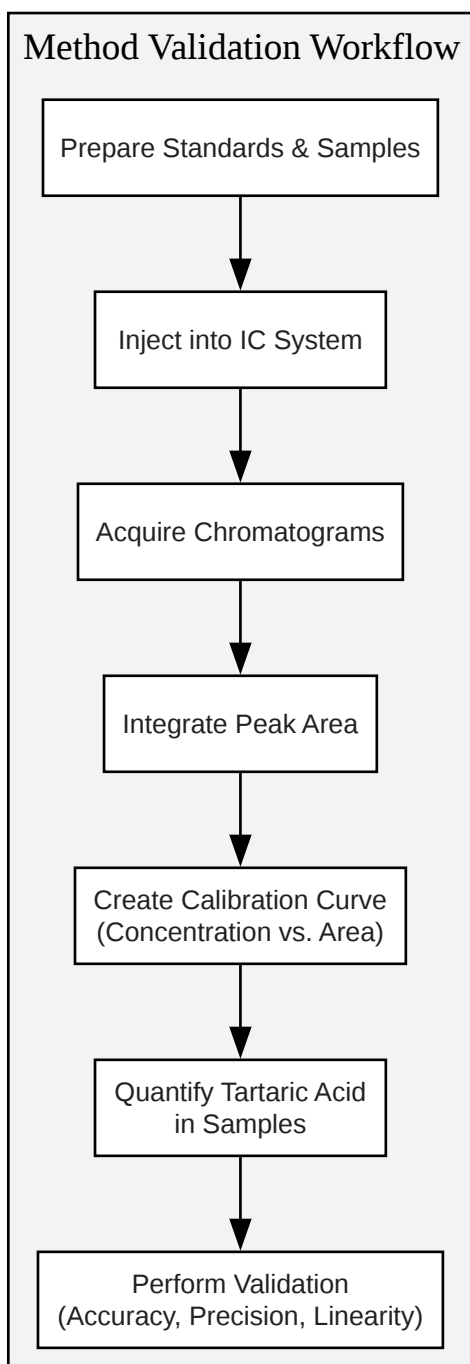 Method Validation Workflow
Prepare Standards & Samples
Inject into IC System
Acquire Chromatograms
Integrate Peak Area
Create Calibration Curve
(Concentration vs. Area)
Quantify Tartaric Acid
in Samples
Perform Validation
(Accuracy, Precision, Linearity)